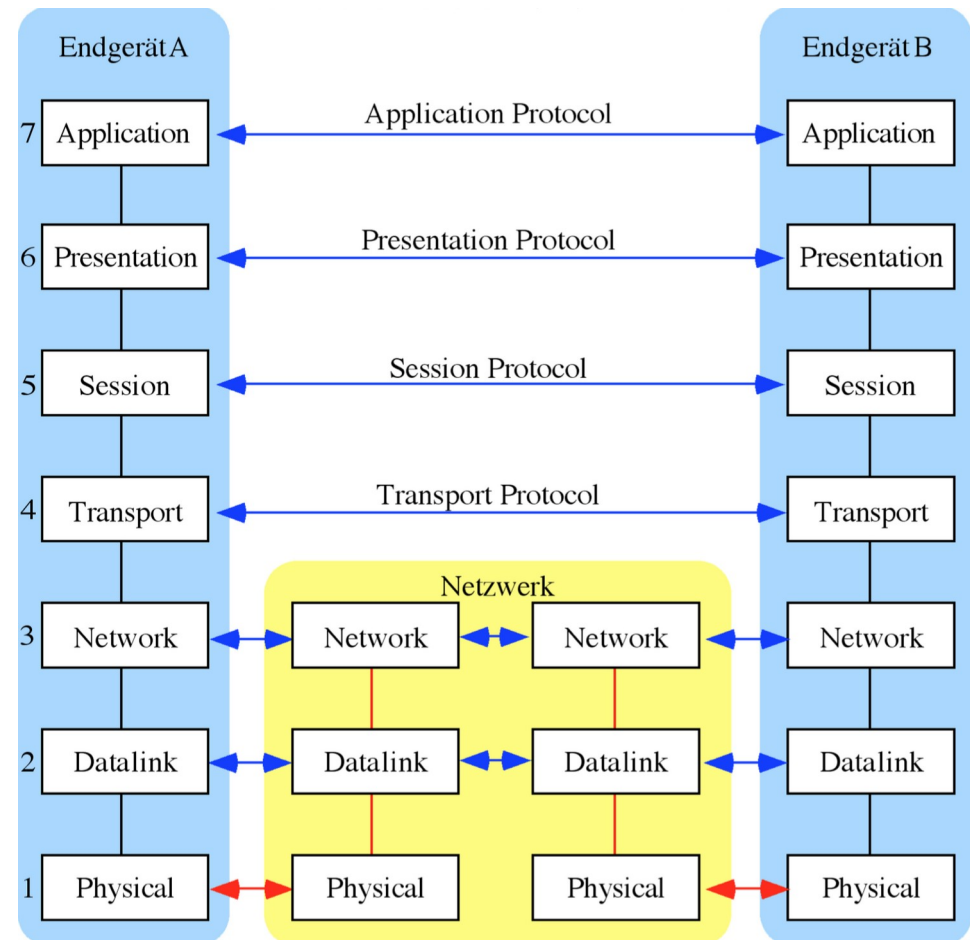 Endgerät A
Endgerät B
7 Application
Application Protocol
Application
6 Presentation
Presentation Protocol
Presentation
5 Session
Session Protocol
Session
4 Transport
Transport Protocol
Transport
Netzwerk
3 Network
Network
Network
Network
2 Datalink
Datalink
Datalink
Datalink
1 Physical
Physical
Physical
Physical